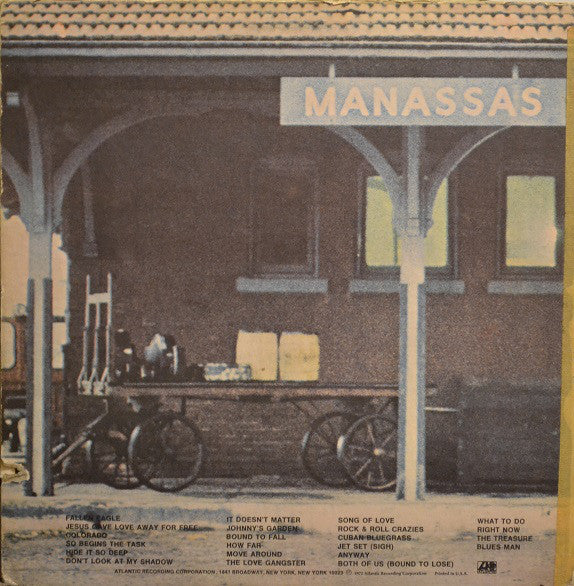 MANASSAS
FALLEN EAGLE
JESUS GAVE LOVE AWAY FOR FREE
COLORADO
SO BEGINS THE TASK
HIDE IT SO DEEP
DON'T LOOK AT MY SHADOW
IT DOESN'T MATTER
JOHNNY'S GARDEN
BOUND TO FALL
HOW FAR
MOVE AROUND
THE LOVE GANGSTER
SONG OF LOVE
ROCK & ROLL CRAZIES
CUBAN BLUEGRASS
JET SET (SIGH)
ANYWAY
BOTH OF US (BOUND TO LOSE)
WHAT TO DO
RIGHT NOW
THE TREASURE
BLUES MAN
ATLANTIC RECORDING CORPORATION, 1841 BROADWAY, NEW YORK, NEW YORK 10023 ℗ 1972 Atlantic Recording Corporation Printed in U.S.A.